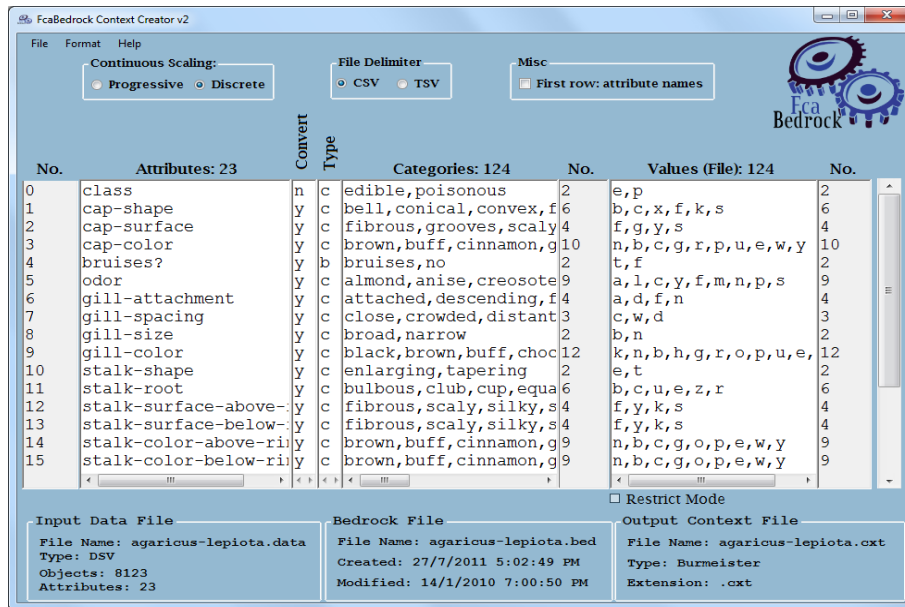 FcaBedrock Context Creator v2
File Format Help
Continuous Scaling:
Progressive Discrete
File Delimiter
CSV TSV
Misc
First row: attribute names
Fca
Bedrock
No. Attributes: 23 Convert Type Categories: 124 No. Values (File): 124 No.
0 class n c edible,poisonous 2 e,p 2
1 cap-shape y c bell,conical,convex,f 6 b,c,x,f,k,s 6
2 cap-surface y c fibrous,grooves,scaly 4 f,g,y,s 4
3 cap-color y c brown,buff,cinnamon,g 10 n,b,c,g,r,p,u,e,w,y 10
4 bruises? y b bruises,no 2 t,f 2
5 odor y c almond,anise,creosote 9 a,l,c,y,f,m,n,p,s 9
6 gill-attachment y c attached,descending,f 4 a,d,f,n 4
7 gill-spacing y c close,crowded,distant 3 c,w,d 3
8 gill-size y c broad,narrow 2 b,n 2
9 gill-color y c black,brown,buff,choc 12 k,n,b,h,g,r,o,p,u,e, 12
10 stalk-shape y c enlarging,tapering 2 e,t 2
11 stalk-root y c bulbous,club,cup,equa 6 b,c,u,e,z,r 6
12 stalk-surface-above- y c fibrous,scaly,silky,s 4 f,y,k,s 4
13 stalk-surface-below- y c fibrous,scaly,silky,s 4 f,y,k,s 4
14 stalk-color-above-ri y c brown,buff,cinnamon,g 9 n,b,c,g,o,p,e,w,y 9
15 stalk-color-below-ri y c brown,buff,cinnamon,g 9 n,b,c,g,o,p,e,w,y 9
Restrict Mode
Input Data File
File Name: agaricus-lepiota.data
Type: DSV
Objects: 8123
Attributes: 23
Bedrock File
File Name: agaricus-lepiota.bed
Created: 27/7/2011 5:02:49 PM
Modified: 14/1/2010 7:00:50 PM
Output Context File
File Name: agaricus-lepiota.cxt
Type: Burmeister
Extension: .cxt